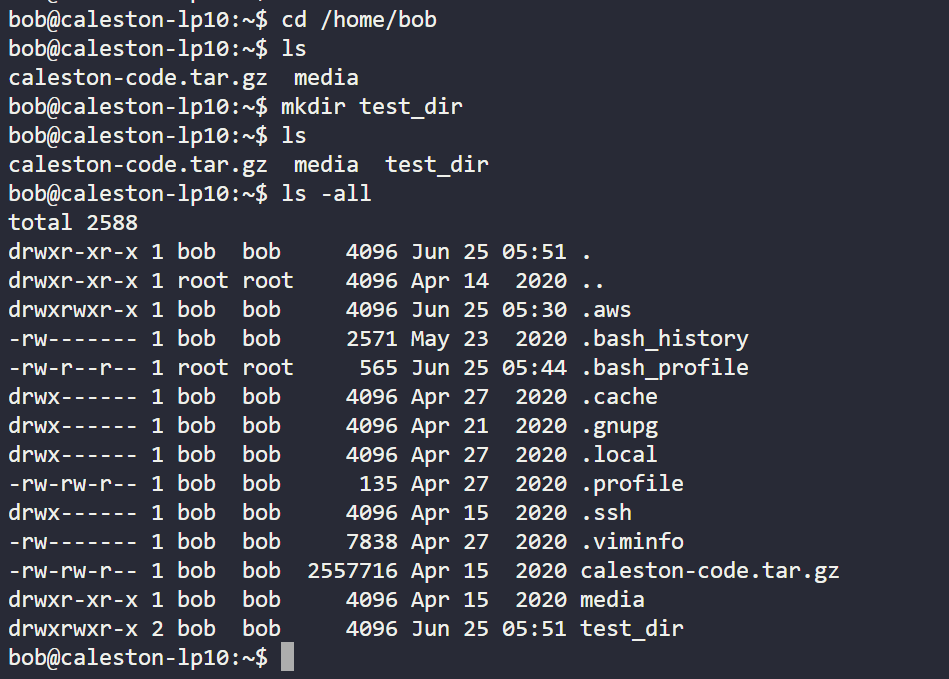 bob@caleston-lp10:~$ cd /home/bob
bob@caleston-lp10:~$ ls
caleston-code.tar.gz  media
bob@caleston-lp10:~$ mkdir test_dir
bob@caleston-lp10:~$ ls
caleston-code.tar.gz  media  test_dir
bob@caleston-lp10:~$ ls -all
total 2588
drwxr-xr-x 1 bob  bob     4096 Jun 25 05:51 .
drwxr-xr-x 1 root root    4096 Apr 14  2020 ..
drwxrwxr-x 1 bob  bob     4096 Jun 25 05:30 .aws
-rw------- 1 bob  bob     2571 May 23  2020 .bash_history
-rw-r--r-- 1 root root     565 Jun 25 05:44 .bash_profile
drwx------ 1 bob  bob     4096 Apr 27  2020 .cache
drwx------ 1 bob  bob     4096 Apr 21  2020 .gnupg
drwx------ 1 bob  bob     4096 Apr 27  2020 .local
-rw-rw-r-- 1 bob  bob      135 Apr 27  2020 .profile
drwx------ 1 bob  bob     4096 Apr 15  2020 .ssh
-rw------- 1 bob  bob     7838 Apr 27  2020 .viminfo
-rw-rw-r-- 1 bob  bob  2557716 Apr 15  2020 caleston-code.tar.gz
drwxr-xr-x 1 bob  bob     4096 Apr 15  2020 media
drwxrwxr-x 2 bob  bob     4096 Jun 25 05:51 test_dir
bob@caleston-lp10:~$